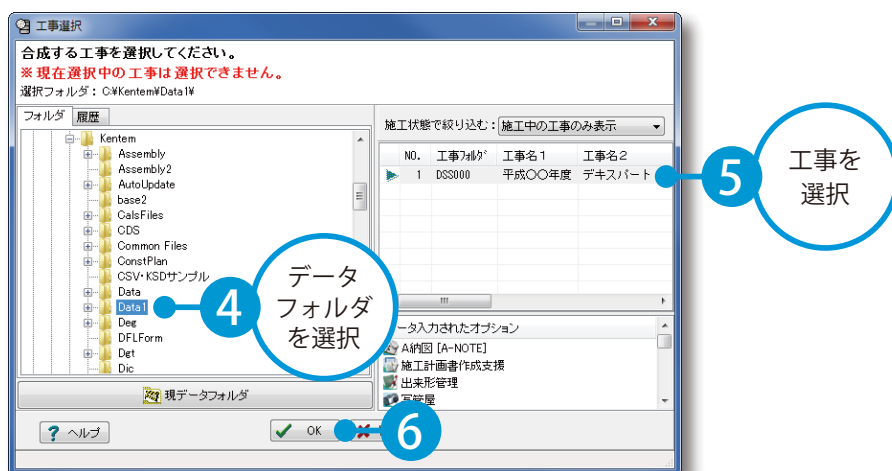 工事選択
合成する工事を選択してください。
※現在選択中の工事は選択できません。
選択フォルダ：C:¥Kentem¥Data1¥
フォルダ 履歴
施工状態で絞り込む： 施工中の工事のみ表示
Kentem
Assembly
Assembly2
AutoUpdate
base2
CalsFiles
CDS
Common Files
ConstPlan
CSV・KSDサンプル
Data
Data1
Deg
DFLForm
Dgt
Dic
NO. 工事フォルダ 工事名1 工事名2
1 DSS000 平成〇〇年度 デキスパート
5
工事を
選択
4
データ
フォルダ
を選択
ータ入力されたオプション
A納図 [A-NOTE]
施工計画書作成支援
出来形管理
写管屋
現データフォルダ
ヘルプ
OK
6